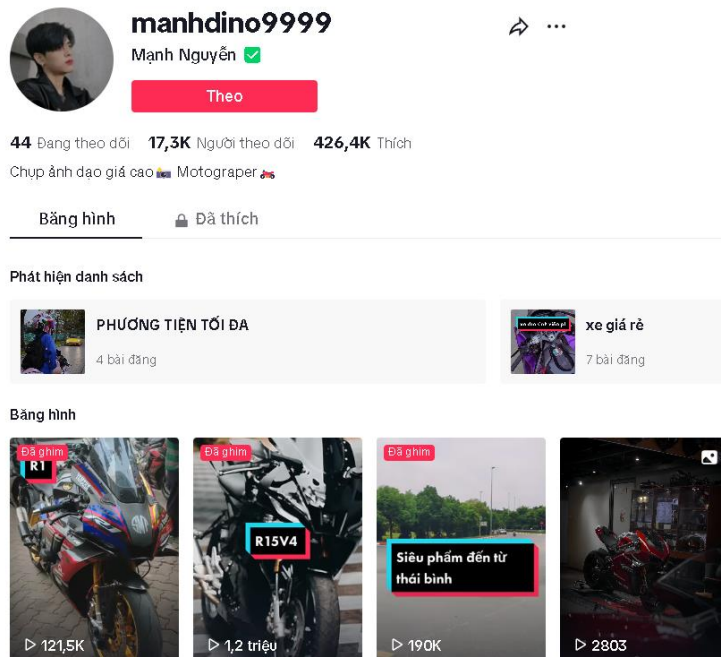 manhdino9999
Mạnh Nguyễn ✅
Theo
44 Đang theo dõi 17,3K Người theo dõi 426,4K Thích
Chụp ảnh dạo giá cao📸 Motograper🏍️
Băng hình Đã thích
Phát hiện danh sách
PHƯƠNG TIỆN TỐI ĐA
4 bài đăng
xe giá rẻ
7 bài đăng
Băng hình
Đã ghim
R1
121,5K
Đã ghim
R15V4
1,2 triệu
Đã ghim
Siêu phẩm đến từ
thái bình
190K
2803